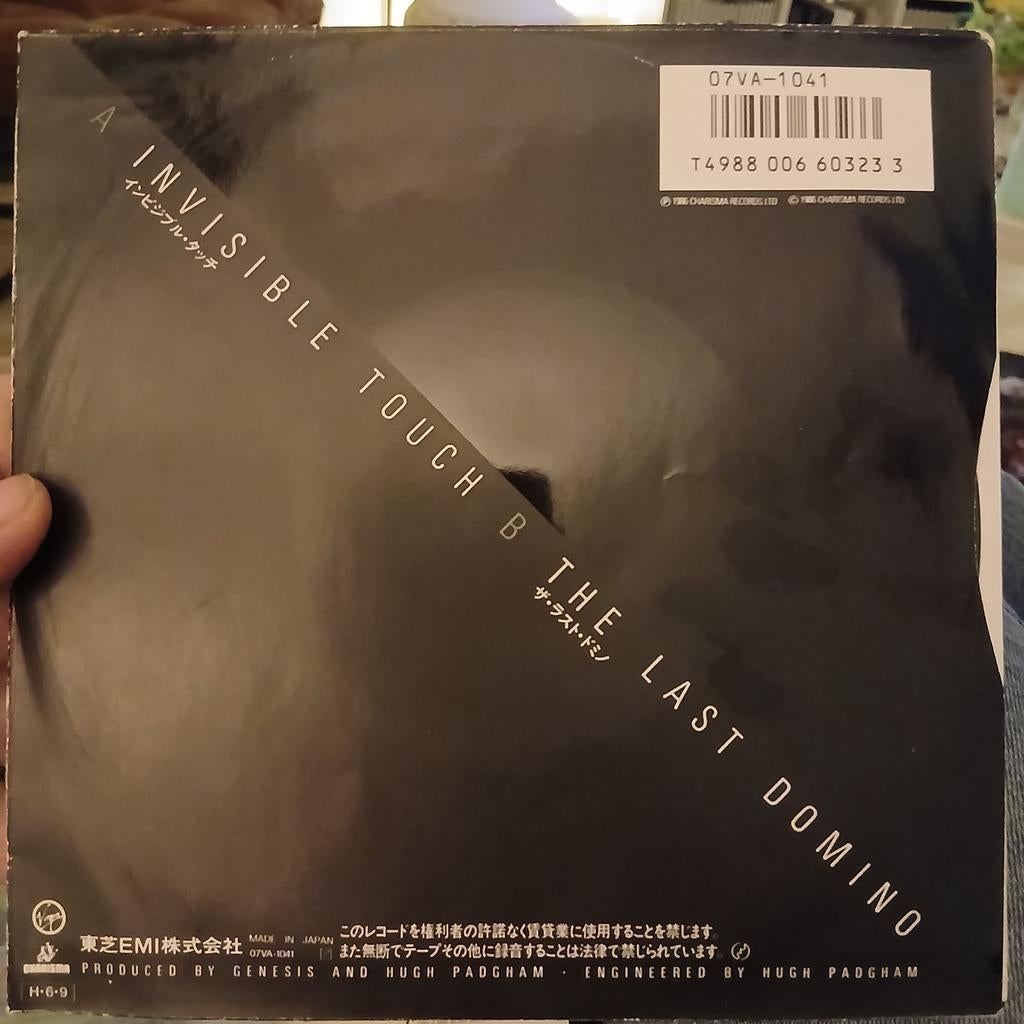 07VA-1041
T4988 006 60323 3
Ⓟ 1986 CHARISMA RECORDS LTD © 1986 CHARISMA RECORDS LTD
A INVISIBLE TOUCH
インビジブル・タッチ
B THE LAST DOMINO
ザ・ラスト・ドミノ
Virgin
CHARISMA
東芝EMI株式会社
MADE IN JAPAN
07VA-1041
このレコードを権利者の許諾なく賃貸業に使用することを禁じます。
また無断でテープその他に録音することは法律で禁じられています。
PRODUCED BY GENESIS AND HUGH PADGHAM · ENGINEERED BY HUGH PADGHAM
H・6・9